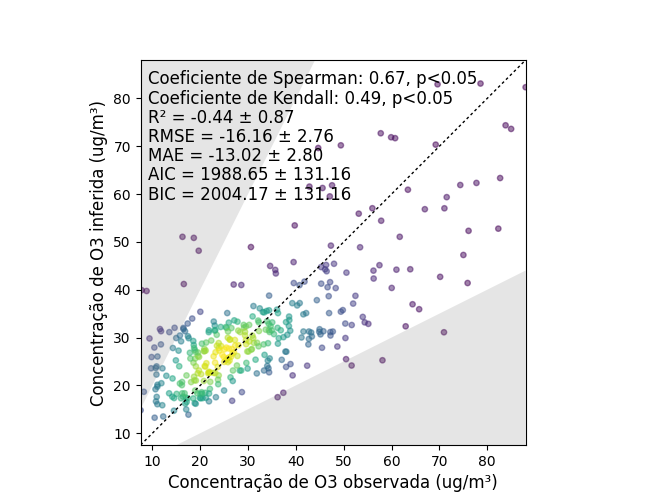 Coeficiente de Spearman: 0.67, p<0.05
Coeficiente de Kendall: 0.49, p<0.05
R² = -0.44 ± 0.87
RMSE = -16.16 ± 2.76
MAE = -13.02 ± 2.80
AIC = 1988.65 ± 131.16
BIC = 2004.17 ± 131.16
Concentração de O3 inferida (ug/m³)
80
70
60
50
40
30
20
10
10 20 30 40 50 60 70 80
Concentração de O3 observada (ug/m³)